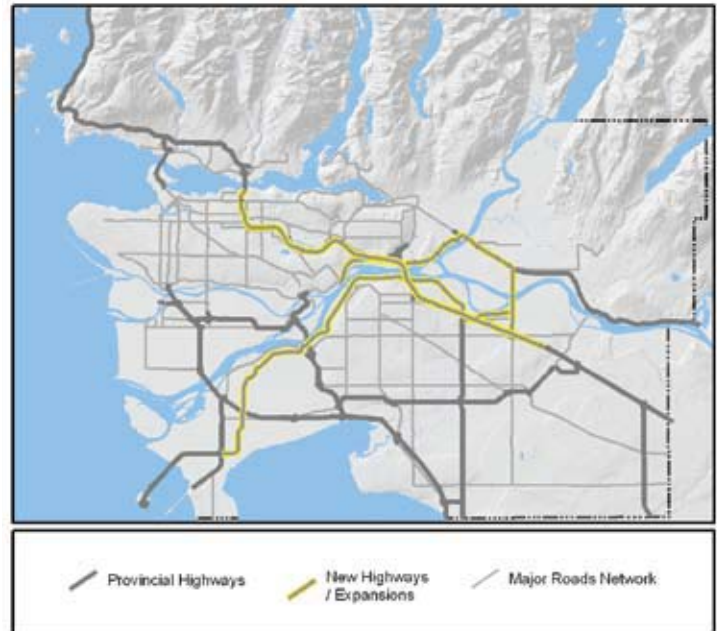 Provincial Highways
New Highways
/ Expansions
Major Roads Network